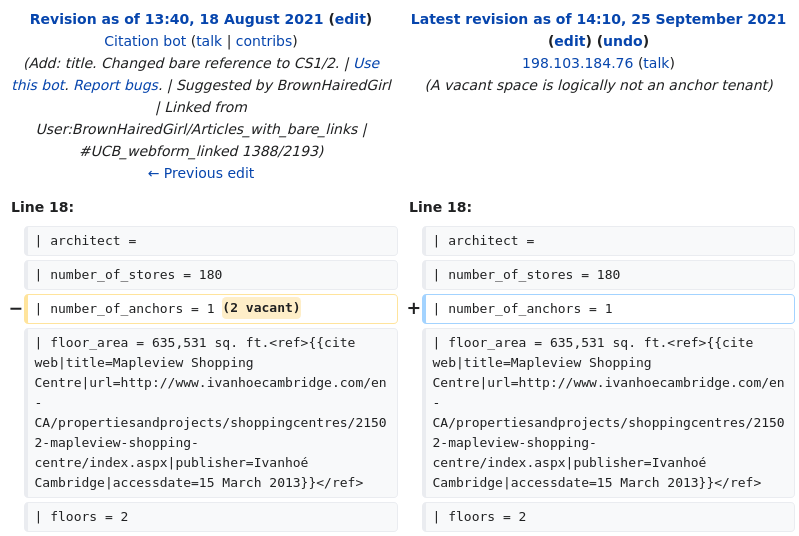 Revision as of 13:40, 18 August 2021 (edit)
Citation bot (talk | contribs)
(Add: title. Changed bare reference to CS1/2. | Use
this bot. Report bugs. | Suggested by BrownHairedGirl
| Linked from
User:BrownHairedGirl/Articles_with_bare_links |
#UCB_webform_linked 1388/2193)
← Previous edit
Latest revision as of 14:10, 25 September 2021
(edit) (undo)
198.103.184.76 (talk)
(A vacant space is logically not an anchor tenant)
Line 18:
Line 18:
| architect =
| architect =
| number_of_stores = 180
| number_of_stores = 180
− | number_of_anchors = 1 (2 vacant)
+ | number_of_anchors = 1
| floor_area = 635,531 sq. ft.<ref>{{cite
web|title=Mapleview Shopping
Centre|url=http://www.ivanhoecambridge.com/en
-
CA/propertiesandprojects/shoppingcentres/2150
2-mapleview-shopping-
centre/index.aspx|publisher=Ivanhoé
Cambridge|accessdate=15 March 2013}}</ref>
| floor_area = 635,531 sq. ft.<ref>{{cite
web|title=Mapleview Shopping
Centre|url=http://www.ivanhoecambridge.com/en
-
CA/propertiesandprojects/shoppingcentres/2150
2-mapleview-shopping-
centre/index.aspx|publisher=Ivanhoé
Cambridge|accessdate=15 March 2013}}</ref>
| floors = 2
| floors = 2